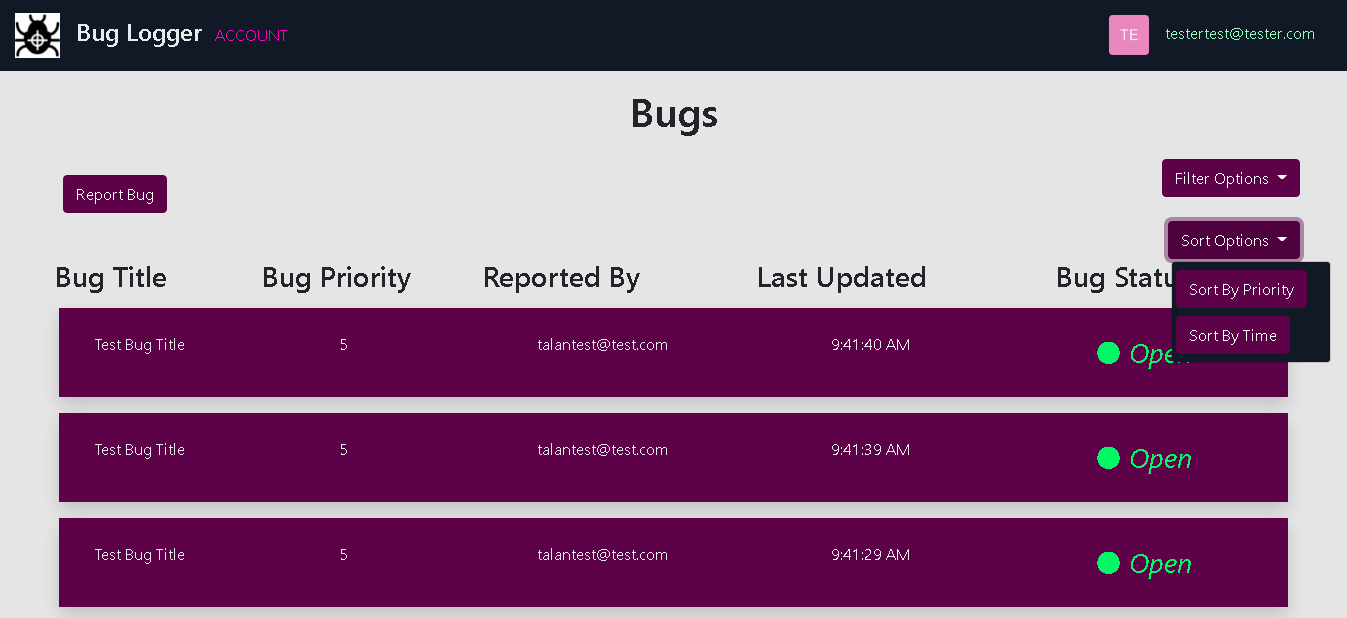 Bug Logger ACCOUNT TE testertest@tester.com
Bugs
Filter Options
Report Bug
Sort Options
Bug Title Bug Priority Reported By Last Updated Bug Statu
Sort By Priority
Sort By Time
Test Bug Title 5 talantest@test.com 9:41:40 AM Open
Test Bug Title 5 talantest@test.com 9:41:39 AM Open
Test Bug Title 5 talantest@test.com 9:41:29 AM Open